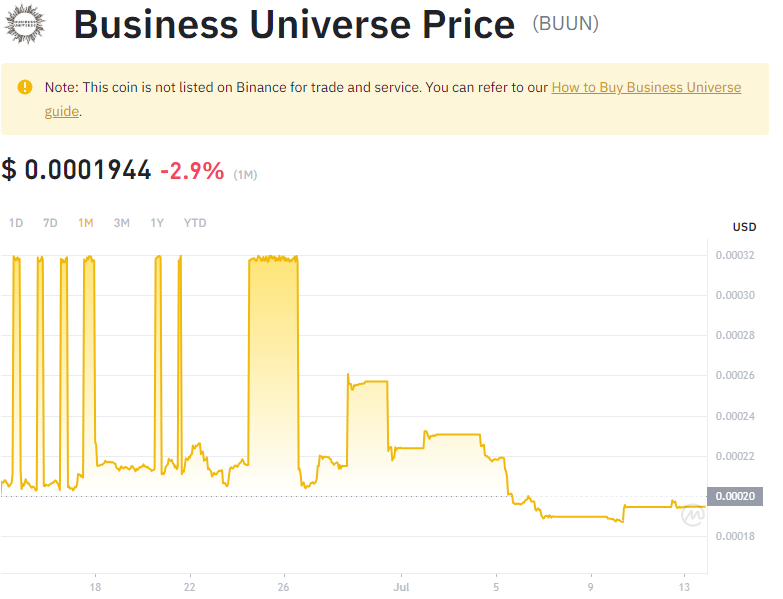 BUSINESS
UNIVERSE
Business Universe Price (BUUN)
Note: This coin is not listed on Binance for trade and service. You can refer to our How to Buy Business Universe
guide.
$ 0.0001944 -2.9% (1M)
1D 7D 1M 3M 1Y YTD
USD
0.00032
0.00030
0.00028
0.00026
0.00024
0.00022
0.00020
0.00018
18 22 26 Jul 5 9 13